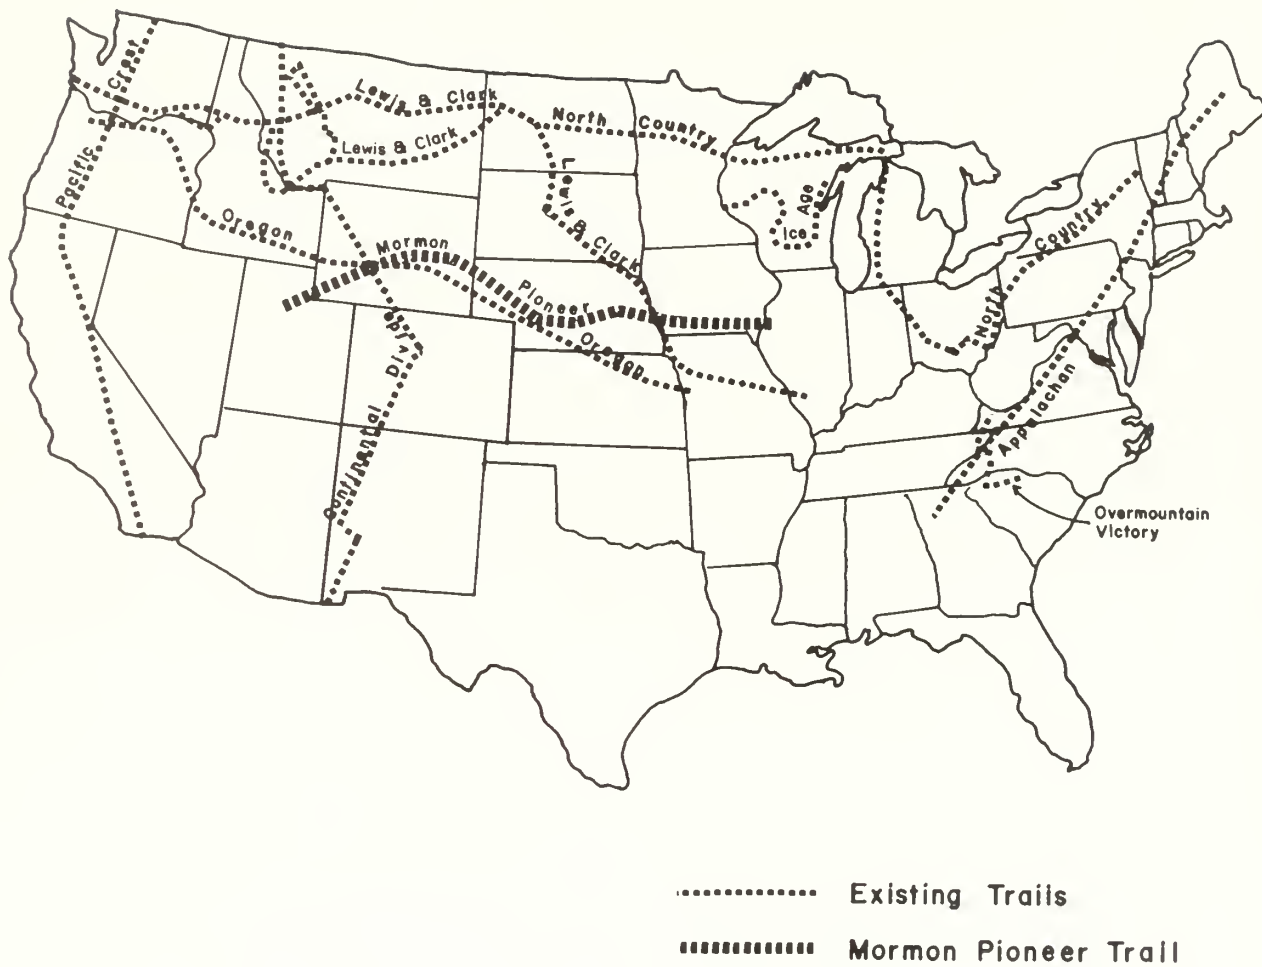 Pacific Crest
Lewis & Clark
Lewis & Clark
North Country
Lewis & Clark
Ice Age
Oregon
Mormon
Pioneer
Oregon
Continental Divide
North Country
Appalachan
Overmountain
Victory
Existing Trails
Mormon Pioneer Trail